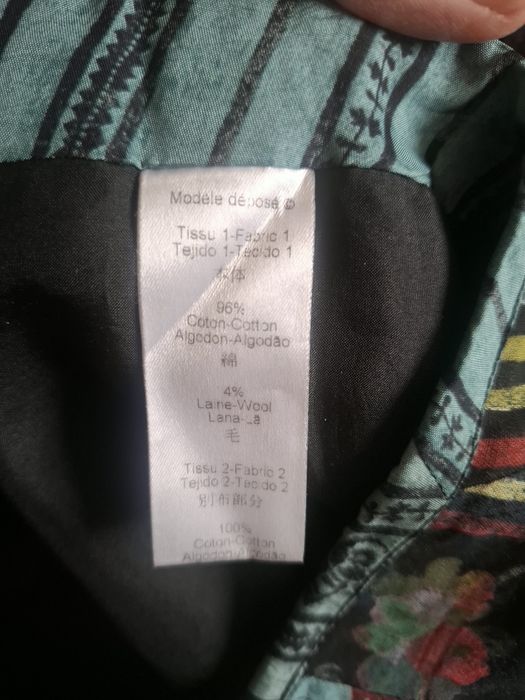 Modèle déposé ©
Tissu 1-Fabric 1
Tejido 1-Tecido 1
本体
96%
Coton-Cotton
Algodon-Algodão
綿
4%
Laine-Wool
Lana-Lã
毛
Tissu 2-Fabric 2
Tejido 2-Tecido 2
別布部分
100%
Coton-Cotton
Algodon-Algodão